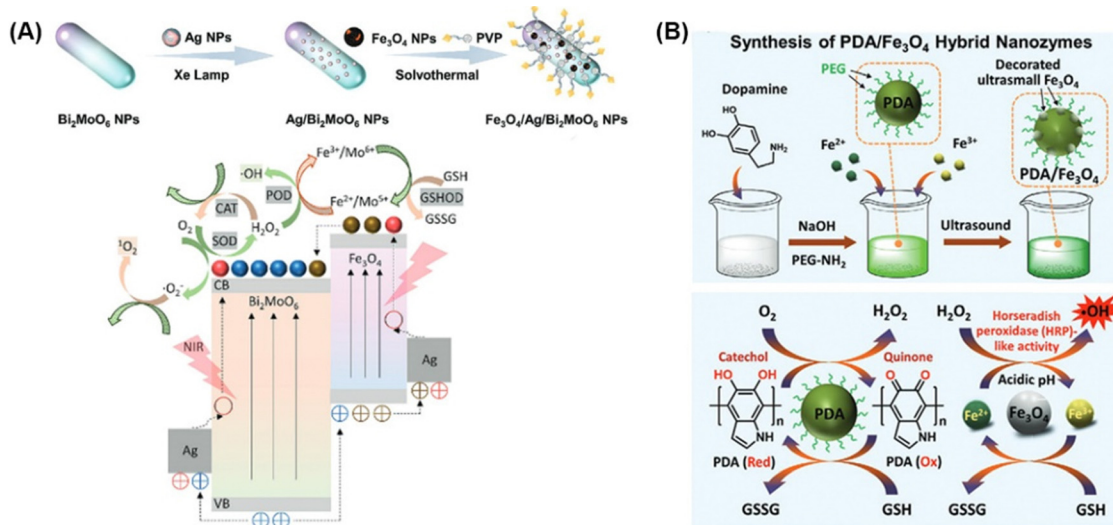 (A)
Ag NPs
Xe Lamp
Fe₃O₄ NPs
PVP
Solvothermal
Bi₂MoO₆ NPs
Ag/Bi₂MoO₆ NPs
Fe₃O₄/Ag/Bi₂MoO₆ NPs
Fe³⁺/Mo⁶⁺
·OH
POD
GSH
GSHOD
GSSG
Fe²⁺/Mo⁵⁺
CAT
O₂
H₂O₂
SOD
¹O₂
·O₂⁻
CB
Fe₃O₄
Bi₂MoO₆
NIR
Ag
Ag
VB
(B)
Synthesis of PDA/Fe₃O₄ Hybrid Nanozymes
PEG
Decorated
ultrasmall Fe₃O₄
Dopamine
PDA
HO
HO
NH₂
Fe²⁺
Fe³⁺
PDA/Fe₃O₄
NaOH
PEG-NH₂
Ultrasound
O₂
H₂O₂
H₂O₂
·OH
Horseradish
peroxidase (HRP)-
like activity
Catechol
Quinone
HO OH
O O
Acidic pH
PDA
Fe²⁺
Fe₃O₄
Fe³⁺
n
NH
n
NH
PDA (Red)
PDA (Ox)
GSSG
GSH
GSSG
GSH